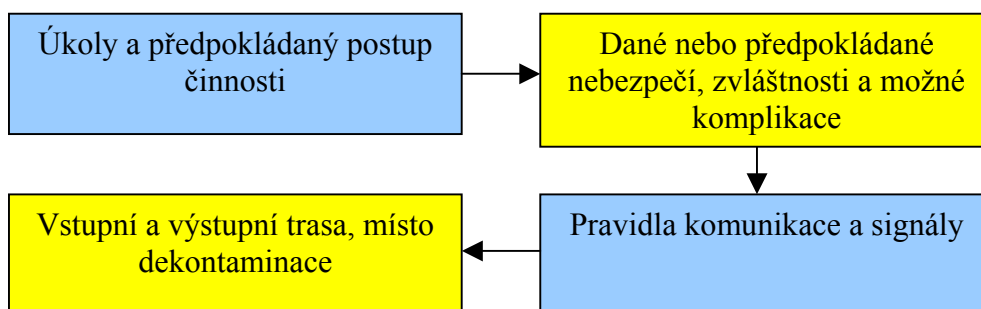 Úkoly a předpokládaný postup
činnosti
Dané nebo předpokládané
nebezpečí, zvláštnosti a možné
komplikace
Pravidla komunikace a signály
Vstupní a výstupní trasa, místo
dekontaminace